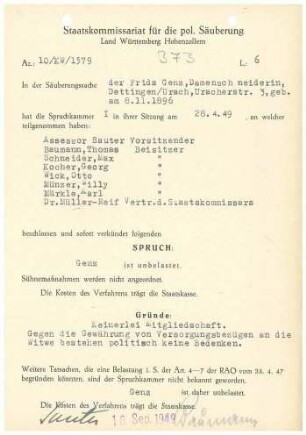 Staatskommissariat für die pol. Säuberung
Land Württemberg Hohenzollern
Az.: 10/KW/1579 373 L. 6
In der Säuberungssache der Frida Genz, Damensch neiderin,
Dettingen/Urach, Uracherstr. 3, geb.
am 8.11.1896
hat die Spruchkammer I in ihrer Sitzung am 28.4.49 , an welcher
teilgenommen haben:
Assessor Sauter Vorsitzender
Baumann,Thomas Beisitzer
Schneider,Max "
Kocher,Georg "
Wick,Otto "
Münzer,Willy "
Märkle,Karl "
Dr.Müller-Reif Vertr.d.Staatskommissars
beschlossen und sofort verkündet folgenden
SPRUCH:
Genz
ist unbelastet.
Sühnemaßnahmen werden nicht angeordnet.
Die Kosten des Verfahrens trägt die Staatskasse.
Gründe:
Keinerlei Mitgliedschaft.
Gegen die Gewährung von Versorgungsbezügen an die
Witwe bestehen politisch keine Bedenken.
Weitere Tatsachen, die eine Belastung i. S. der Art. 4—7 der RAO vom 28. 4. 47
begründen könnten, sind der Spruchkammer nicht bekannt geworden.
Genz ist daher unbelastet.
Die Kosten des Verfahrens trägt die Staatskasse.
Sauter 16. Sep. 1949